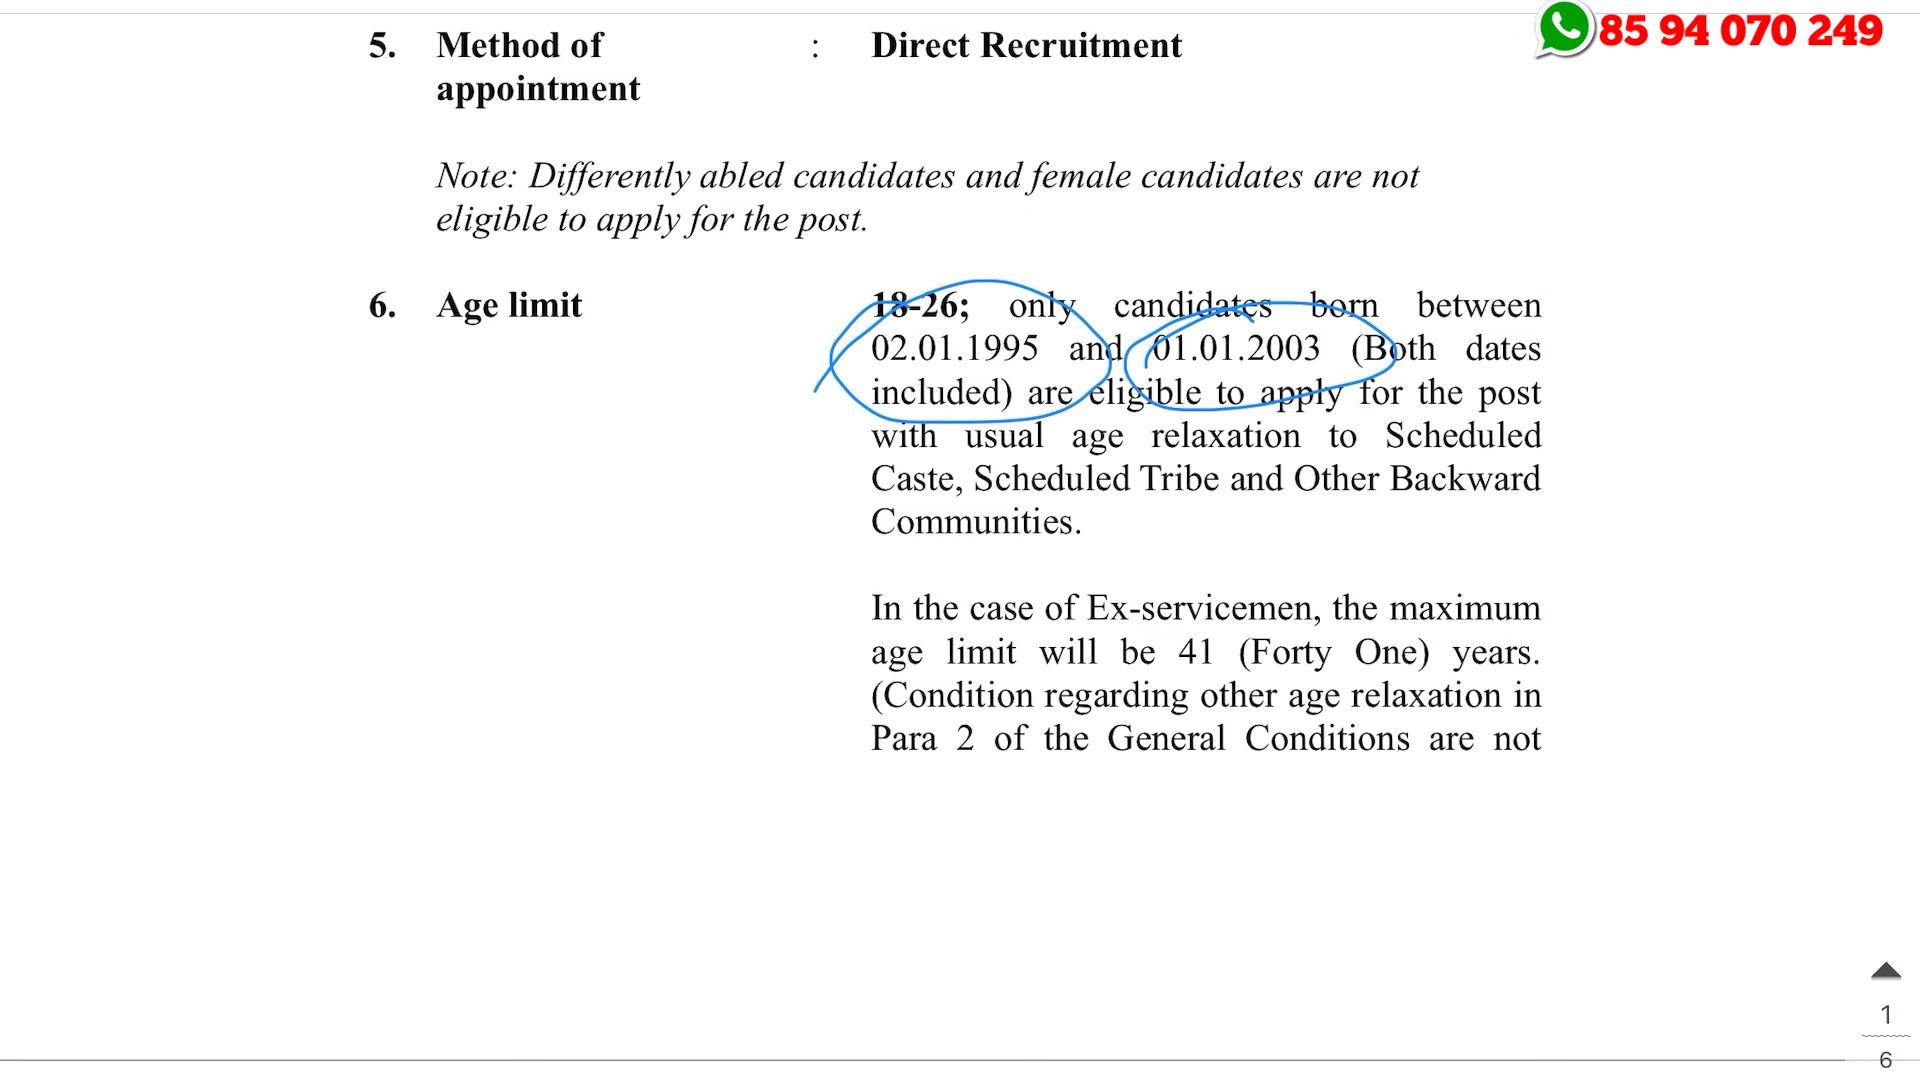 85 94 070 249
5. Method of : Direct Recruitment
appointment
Note: Differently abled candidates and female candidates are not
eligible to apply for the post.
6. Age limit 18-26; only candidates born between
02.01.1995 and 01.01.2003 (Both dates
included) are eligible to apply for the post
with usual age relaxation to Scheduled
Caste, Scheduled Tribe and Other Backward
Communities.
In the case of Ex-servicemen, the maximum
age limit will be 41 (Forty One) years.
(Condition regarding other age relaxation in
Para 2 of the General Conditions are not
1
6